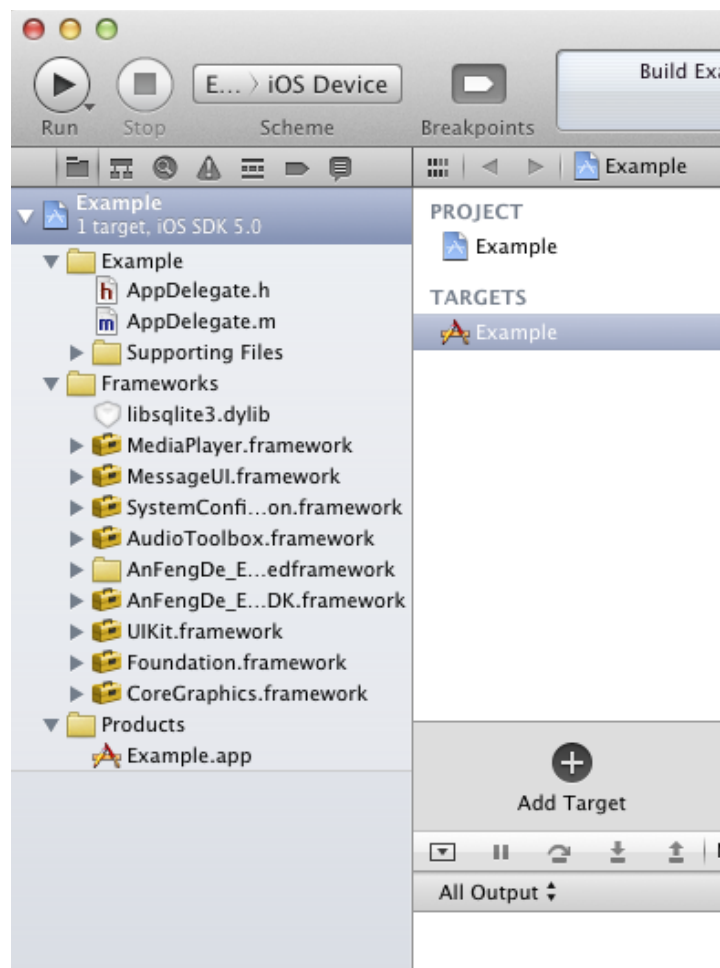 E... 〉 iOS Device
Build Exa
Run
Stop
Scheme
Breakpoints
Example
Example
1 target, iOS SDK 5.0
Example
h AppDelegate.h
m AppDelegate.m
Supporting Files
Frameworks
libsqlite3.dylib
MediaPlayer.framework
MessageUI.framework
SystemConfi...on.framework
AudioToolbox.framework
AnFengDe_E...edframework
AnFengDe_E...DK.framework
UIKit.framework
Foundation.framework
CoreGraphics.framework
Products
Example.app
PROJECT
Example
TARGETS
Example
Add Target
All Output